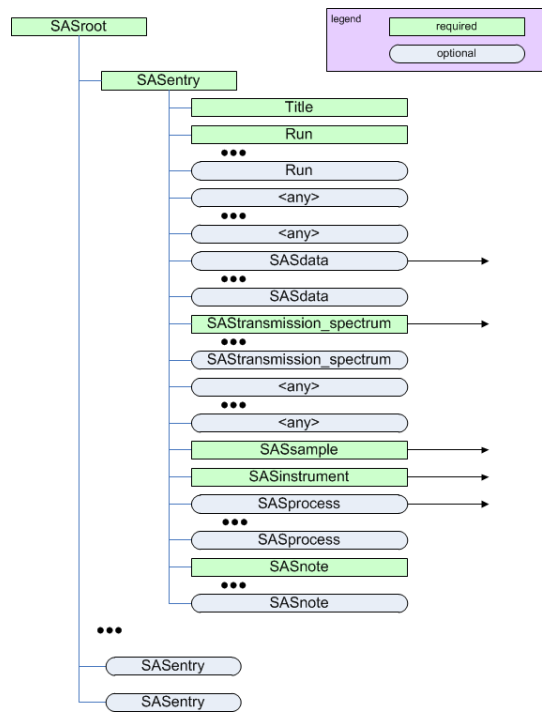 SASroot
legend
required
optional
SASentry
Title
Run
•••
Run
<any>
•••
<any>
SASdata
•••
SASdata
SAStransmission_spectrum
•••
SAStransmission_spectrum
<any>
•••
<any>
SASsample
SASinstrument
SASprocess
•••
SASprocess
SASnote
•••
SASnote
•••
SASentry
SASentry